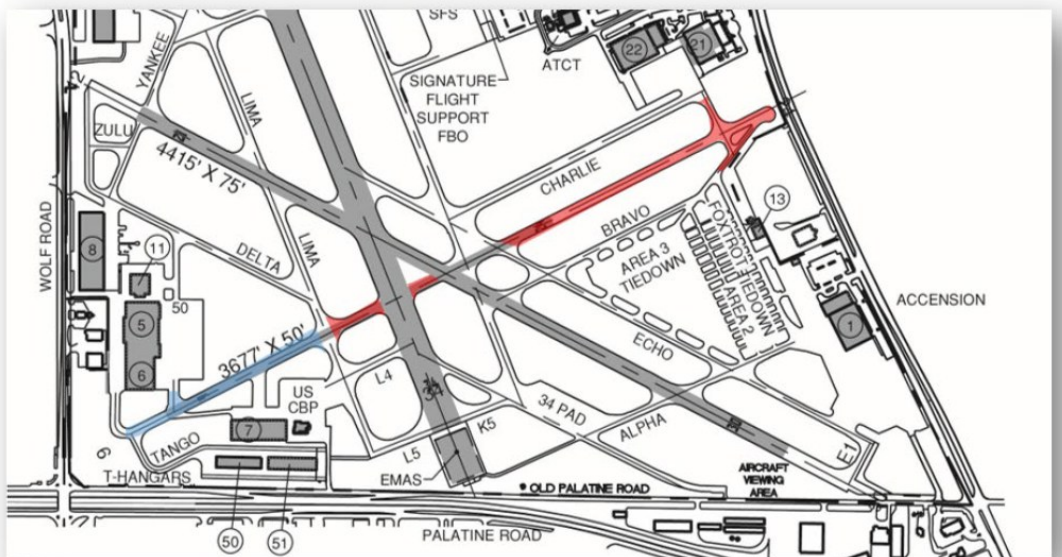 SFS
YANKEE
22
21
ATCT
SIGNATURE
FLIGHT
SUPPORT
FBO
LIMA
ZULU
4415' X 75'
CHARLIE
WOLF ROAD
BRAVO
13
8
11
DELTA
LIMA
AREA 3
TIEDOWN
FOXTROT
TIEDOWN
AREA 2
50
5
ACCENSION
1
3677' X 50'
6
ECHO
L4
US
CBP
34
34 PAD
7
K5
ALPHA
TANGO
6
L5
E1
T-HANGARS
EMAS
AIRCRAFT
VIEWING
AREA
OLD PALATINE ROAD
PALATINE ROAD
50
51